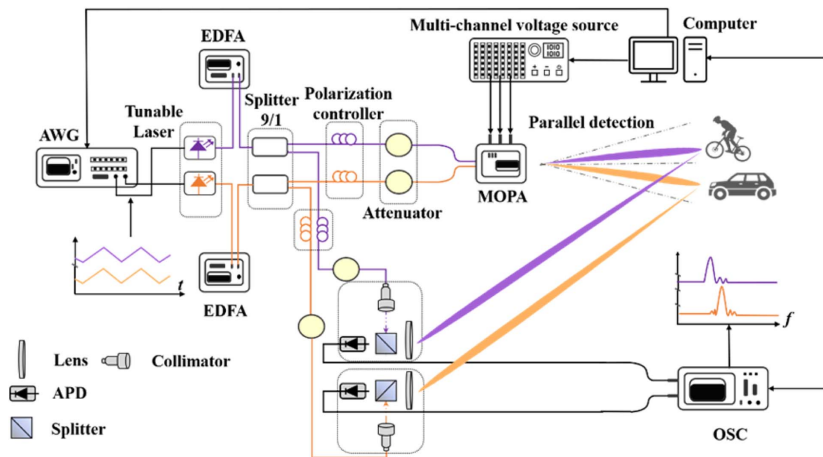 EDFA
Multi-channel voltage source
Computer
Tunable
Laser
Splitter
9/1
Polarization
controller
AWG
Parallel detection
MOPA
Attenuator
t
EDFA
f
Lens
Collimator
APD
Splitter
OSC